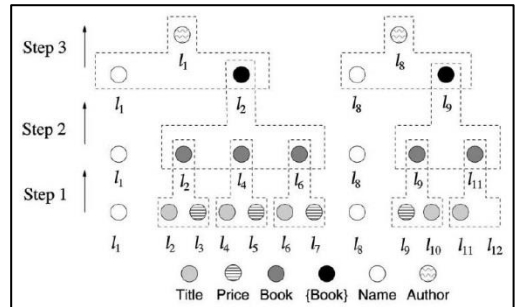 Step 3
l1 l8
l1 l2 l8 l9
Step 2
l1 l2 l4 l6 l8 l9 l11
Step 1
l1 l2 l3 l4 l5 l6 l7 l8 l9 l10 l11 l12
Title Price Book {Book} Name Author